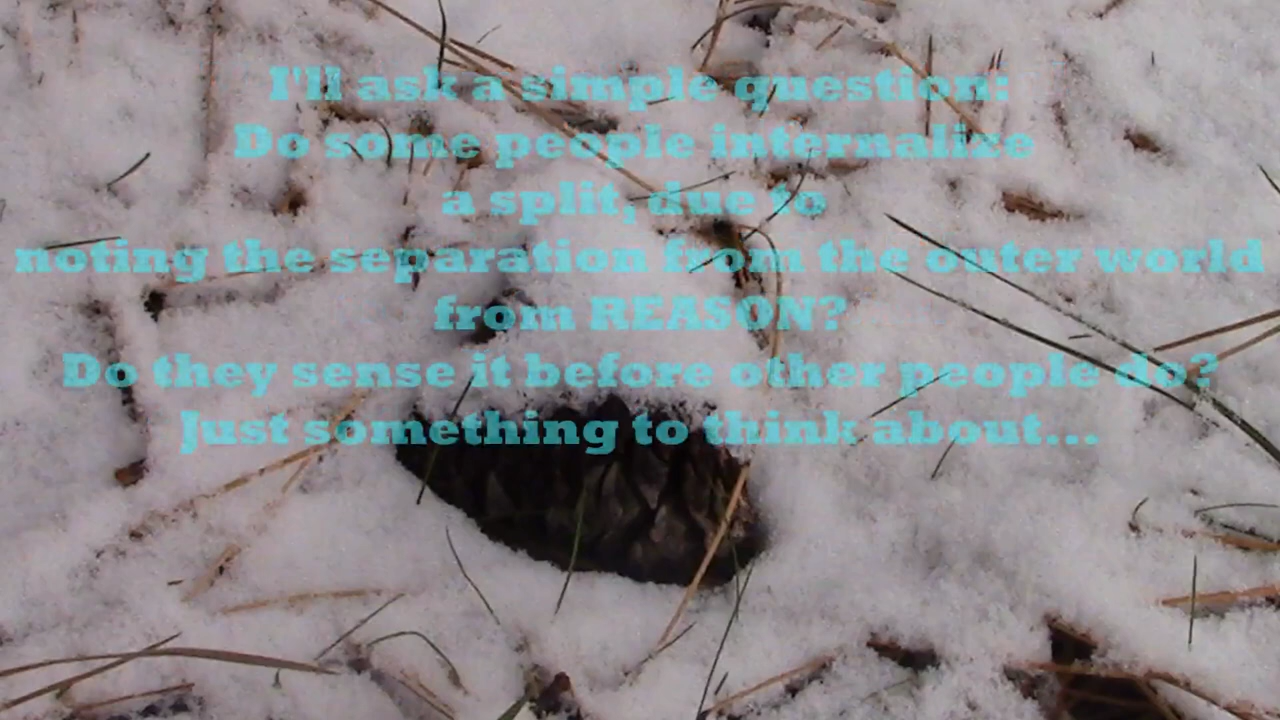 I'll ask a simple question:
Do some people internalize
a split, due to
noting the separation from the outer world
from REASON?
Do they sense it before other people do?
Just something to think about...